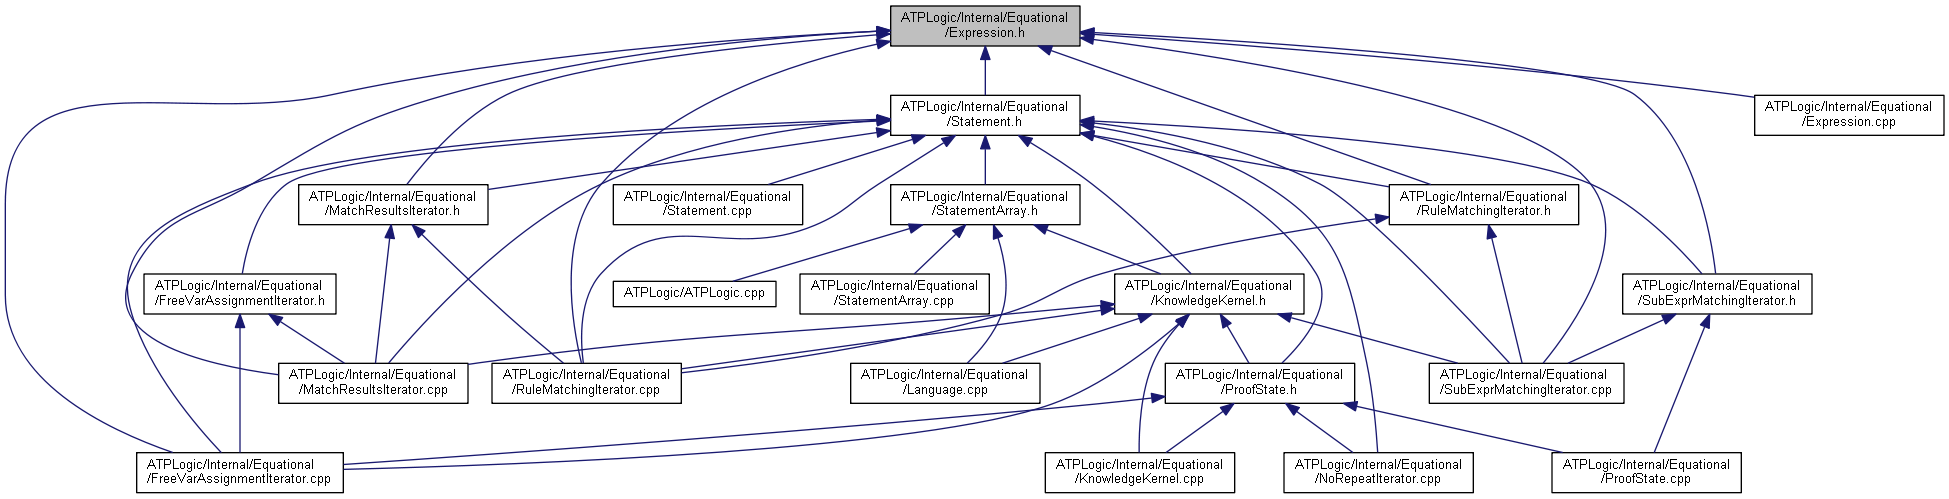 ATPLogic/Internal/Equational
/Expression.h
ATPLogic/Internal/Equational
/Statement.h
ATPLogic/Internal/Equational
/Expression.cpp
ATPLogic/Internal/Equational
/MatchResultsIterator.h
ATPLogic/Internal/Equational
/Statement.cpp
ATPLogic/Internal/Equational
/StatementArray.h
ATPLogic/Internal/Equational
/RuleMatchingIterator.h
ATPLogic/Internal/Equational
/FreeVarAssignmentIterator.h
ATPLogic/ATPLogic.cpp
ATPLogic/Internal/Equational
/StatementArray.cpp
ATPLogic/Internal/Equational
/KnowledgeKernel.h
ATPLogic/Internal/Equational
/SubExprMatchingIterator.h
ATPLogic/Internal/Equational
/MatchResultsIterator.cpp
ATPLogic/Internal/Equational
/RuleMatchingIterator.cpp
ATPLogic/Internal/Equational
/Language.cpp
ATPLogic/Internal/Equational
/ProofState.h
ATPLogic/Internal/Equational
/SubExprMatchingIterator.cpp
ATPLogic/Internal/Equational
/FreeVarAssignmentIterator.cpp
ATPLogic/Internal/Equational
/KnowledgeKernel.cpp
ATPLogic/Internal/Equational
/NoRepeatIterator.cpp
ATPLogic/Internal/Equational
/ProofState.cpp